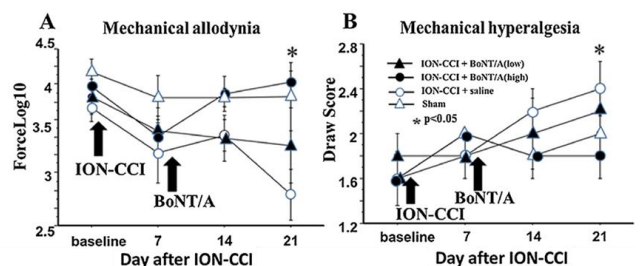 A
Mechanical allodynia
4.5
4
3.5
3
2.5
ForceLog10
*
ION-CCI
BoNT/A
baseline 7 14 21
Day after ION-CCI
B
Mechanical hyperalgesia
2.8
2.4
2
1.6
1.2
Draw Score
ION-CCI + BoNT/A(low)
ION-CCI + BoNT/A(high)
ION-CCI + saline
Sham
* p<0.05
*
ION-CCI
BoNT/A
baseline 7 14 21
Day after ION-CCI